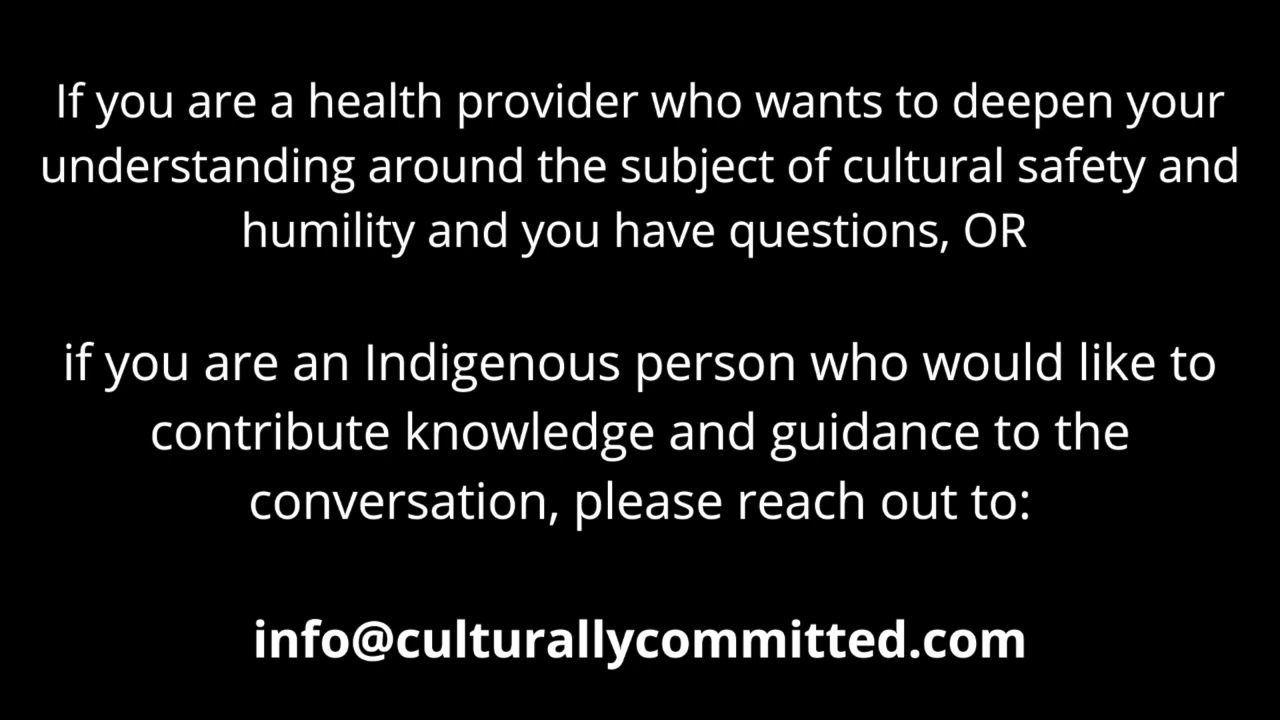 If you are a health provider who wants to deepen your
understanding around the subject of cultural safety and
humility and you have questions, OR
if you are an Indigenous person who would like to
contribute knowledge and guidance to the
conversation, please reach out to:
info@culturallycommitted.com